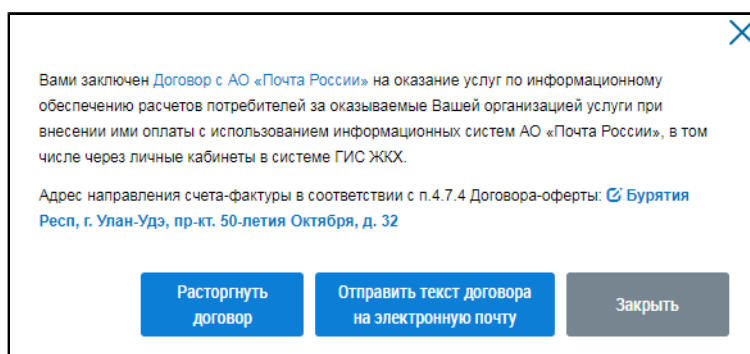 Вами заключен Договор с АО «Почта России» на оказание услуг по информационному
обеспечению расчетов потребителей за оказываемые Вашей организацией услуги при
внесении ими оплаты с использованием информационных систем АО «Почта России», в том
числе через личные кабинеты в системе ГИС ЖКХ.
Адрес направления счета-фактуры в соответствии с п.4.7.4 Договора-оферты: Бурятия
Респ, г. Улан-Удэ, пр-кт. 50-летия Октября, д. 32
Расторгнуть
договор
Отправить текст договора
на электронную почту
Закрыть